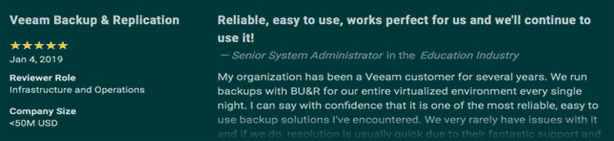 Veeam Backup & Replication
Jan 4, 2019
Reviewer Role
Infrastructure and Operations
Company Size
<50M USD
Reliable, easy to use, works perfect for us and we'll continue to
use it!
— Senior System Administrator in the Education Industry
My organization has been a Veeam customer for several years. We run
backups with BU&R for our entire virtualized environment every single
night. I can say with confidence that it is one of the most reliable, easy to
use backup solutions I've encountered. We very rarely have issues with it
and if we do, resolution is usually quick due to their fantastic support and